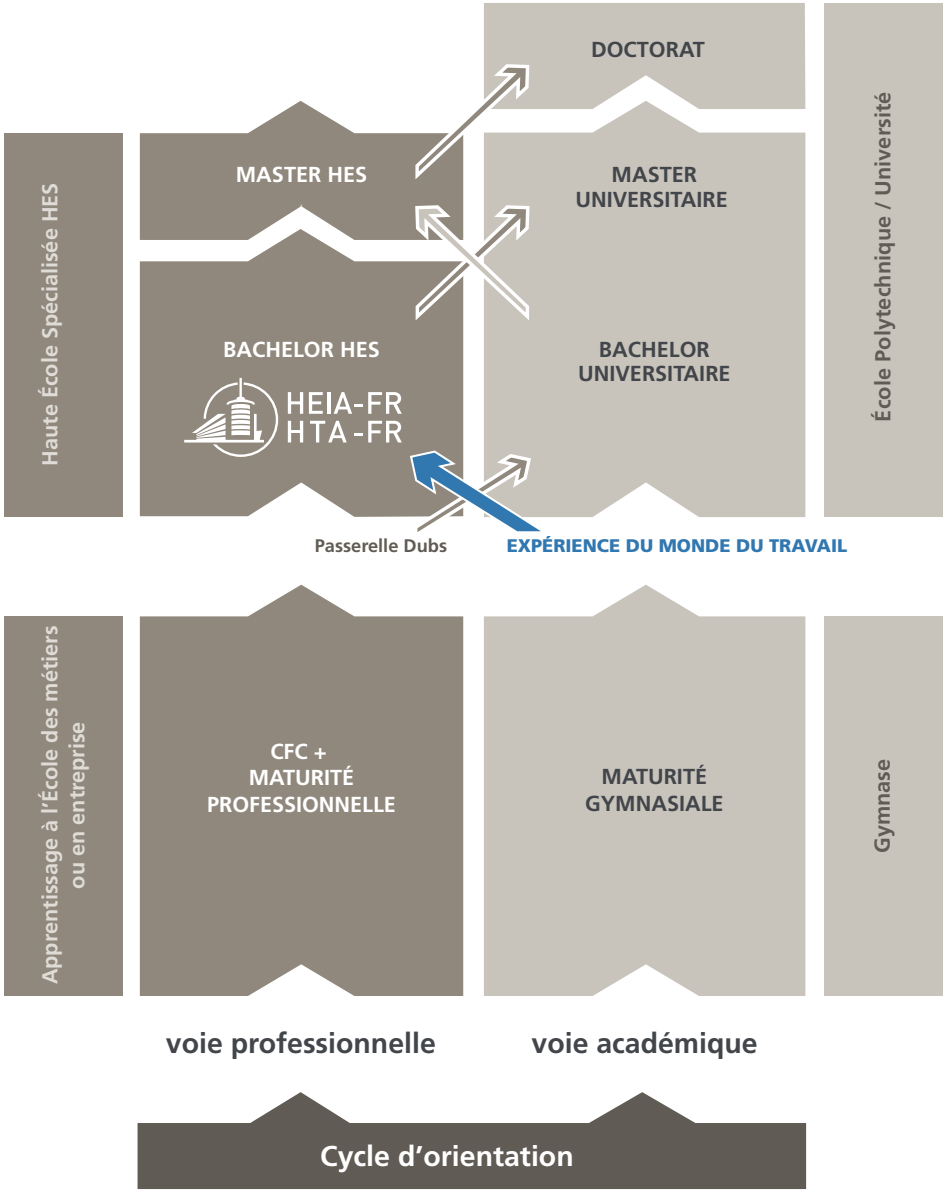 DOCTORAT
MASTER HES
MASTER
UNIVERSITAIRE
Haute École Spécialisée HES
École Polytechnique / Université
BACHELOR HES
HEIA-FR
HTA-FR
BACHELOR
UNIVERSITAIRE
Passerelle Dubs
EXPÉRIENCE DU MONDE DU TRAVAIL
Apprentissage à l'École des métiers
ou en entreprise
CFC +
MATURITÉ
PROFESSIONNELLE
MATURITÉ
GYMNASIALE
Gymnase
voie professionnelle
voie académique
Cycle d'orientation